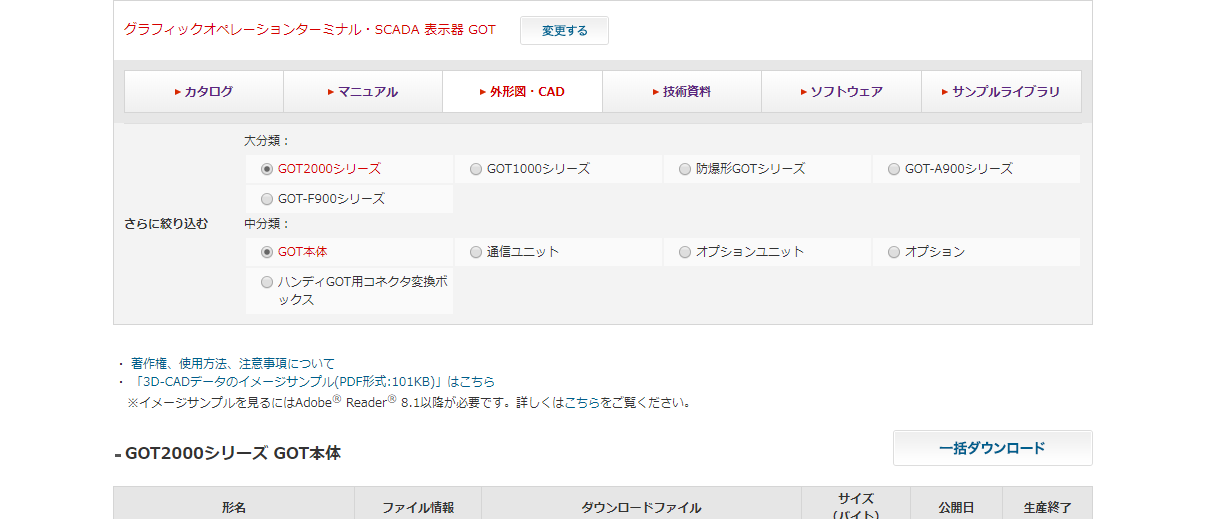 グラフィックオペレーションターミナル・SCADA 表示器 GOT 変更する
カタログ マニュアル 外形図・CAD 技術資料 ソフトウェア サンプルライブラリ
大分類：
GOT2000シリーズ GOT1000シリーズ 防爆形GOTシリーズ GOT-A900シリーズ
GOT-F900シリーズ
さらに絞り込む 中分類：
GOT本体 通信ユニット オプションユニット オプション
ハンディGOT用コネクタ変換ボ
ックス
・ 著作権、使用方法、注意事項について
・ 「3D-CADデータのイメージサンプル(PDF形式:101KB)」はこちら
※イメージサンプルを見るにはAdobe® Reader® 8.1以降が必要です。詳しくはこちらをご覧ください。
GOT2000シリーズ GOT本体 一括ダウンロード
形名 ファイル情報 ダウンロードファイル サイズ 公開日 生産終了
(バイト)